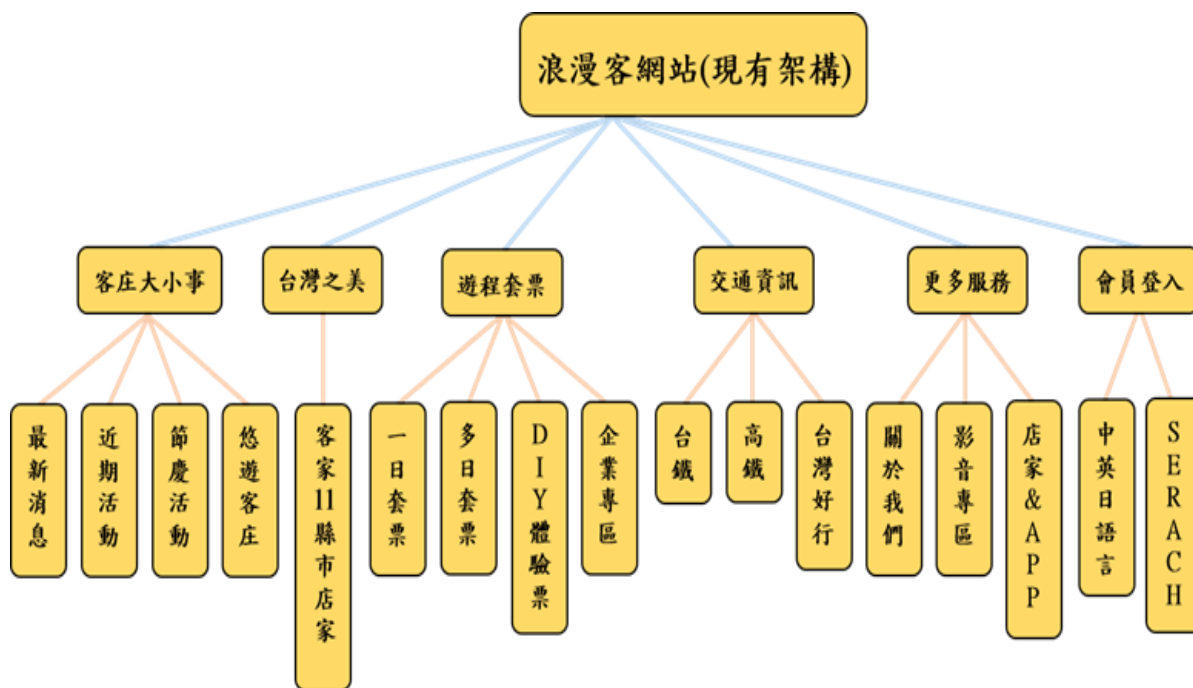 浪漫客網站(現有架構)
客庄大小事
台灣之美
遊程套票
交通資訊
更多服務
會員登入
最新消息
近期活動
節慶活動
悠遊客庄
客家11縣市店家
一日套票
多日套票
DIY體驗票
企業專區
台鐵
高鐵
台灣好行
關於我們
影音專區
店家&APP
中英日語言
SERACH